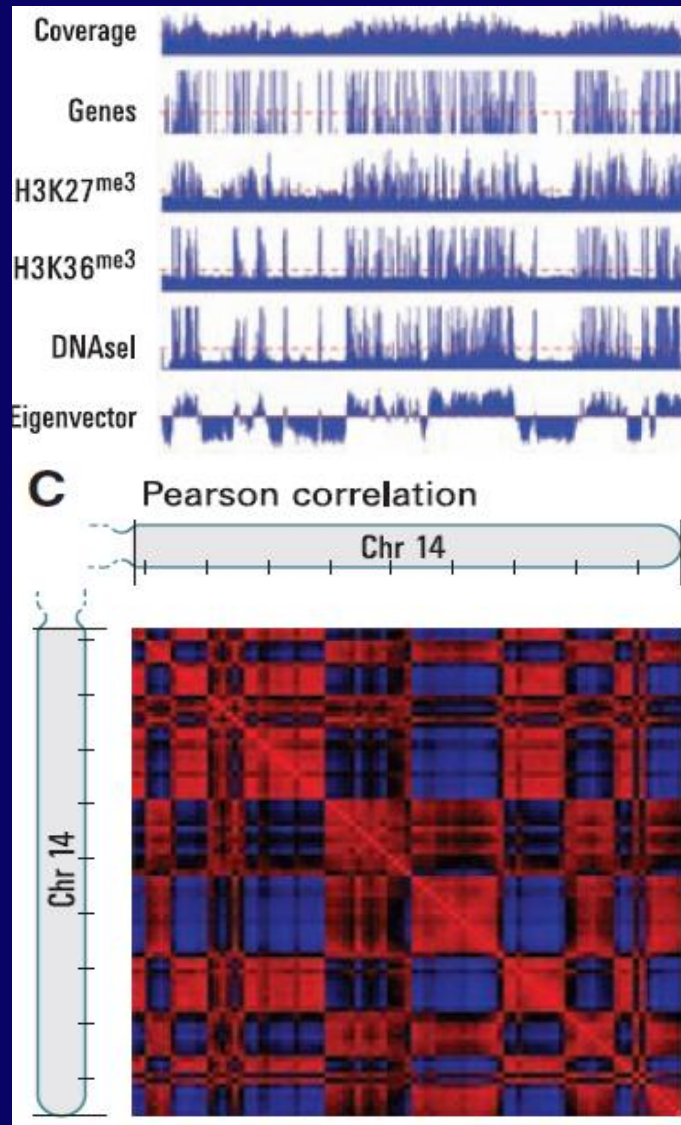 Coverage
Genes
H3K27me3
H3K36me3
DNAseI
Eigenvector
C Pearson correlation
Chr 14
Chr 14